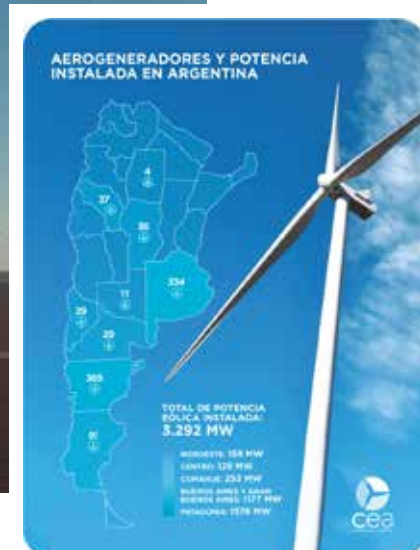 AEROGENERADORES Y POTENCIA
INSTALADA EN ARGENTINA
4
37
334
11
29
20
365
TOTAL DE POTENCIA
EÓLICA INSTALADA:
3.292 MW
NOROESTE: 158 MW
CENTRO: 128 MW
COMAHUE: 253 MW
BUENOS AIRES Y GRAN
BUENOS AIRES: 1177 MW
PATAGONIA: 1576 MW
cea